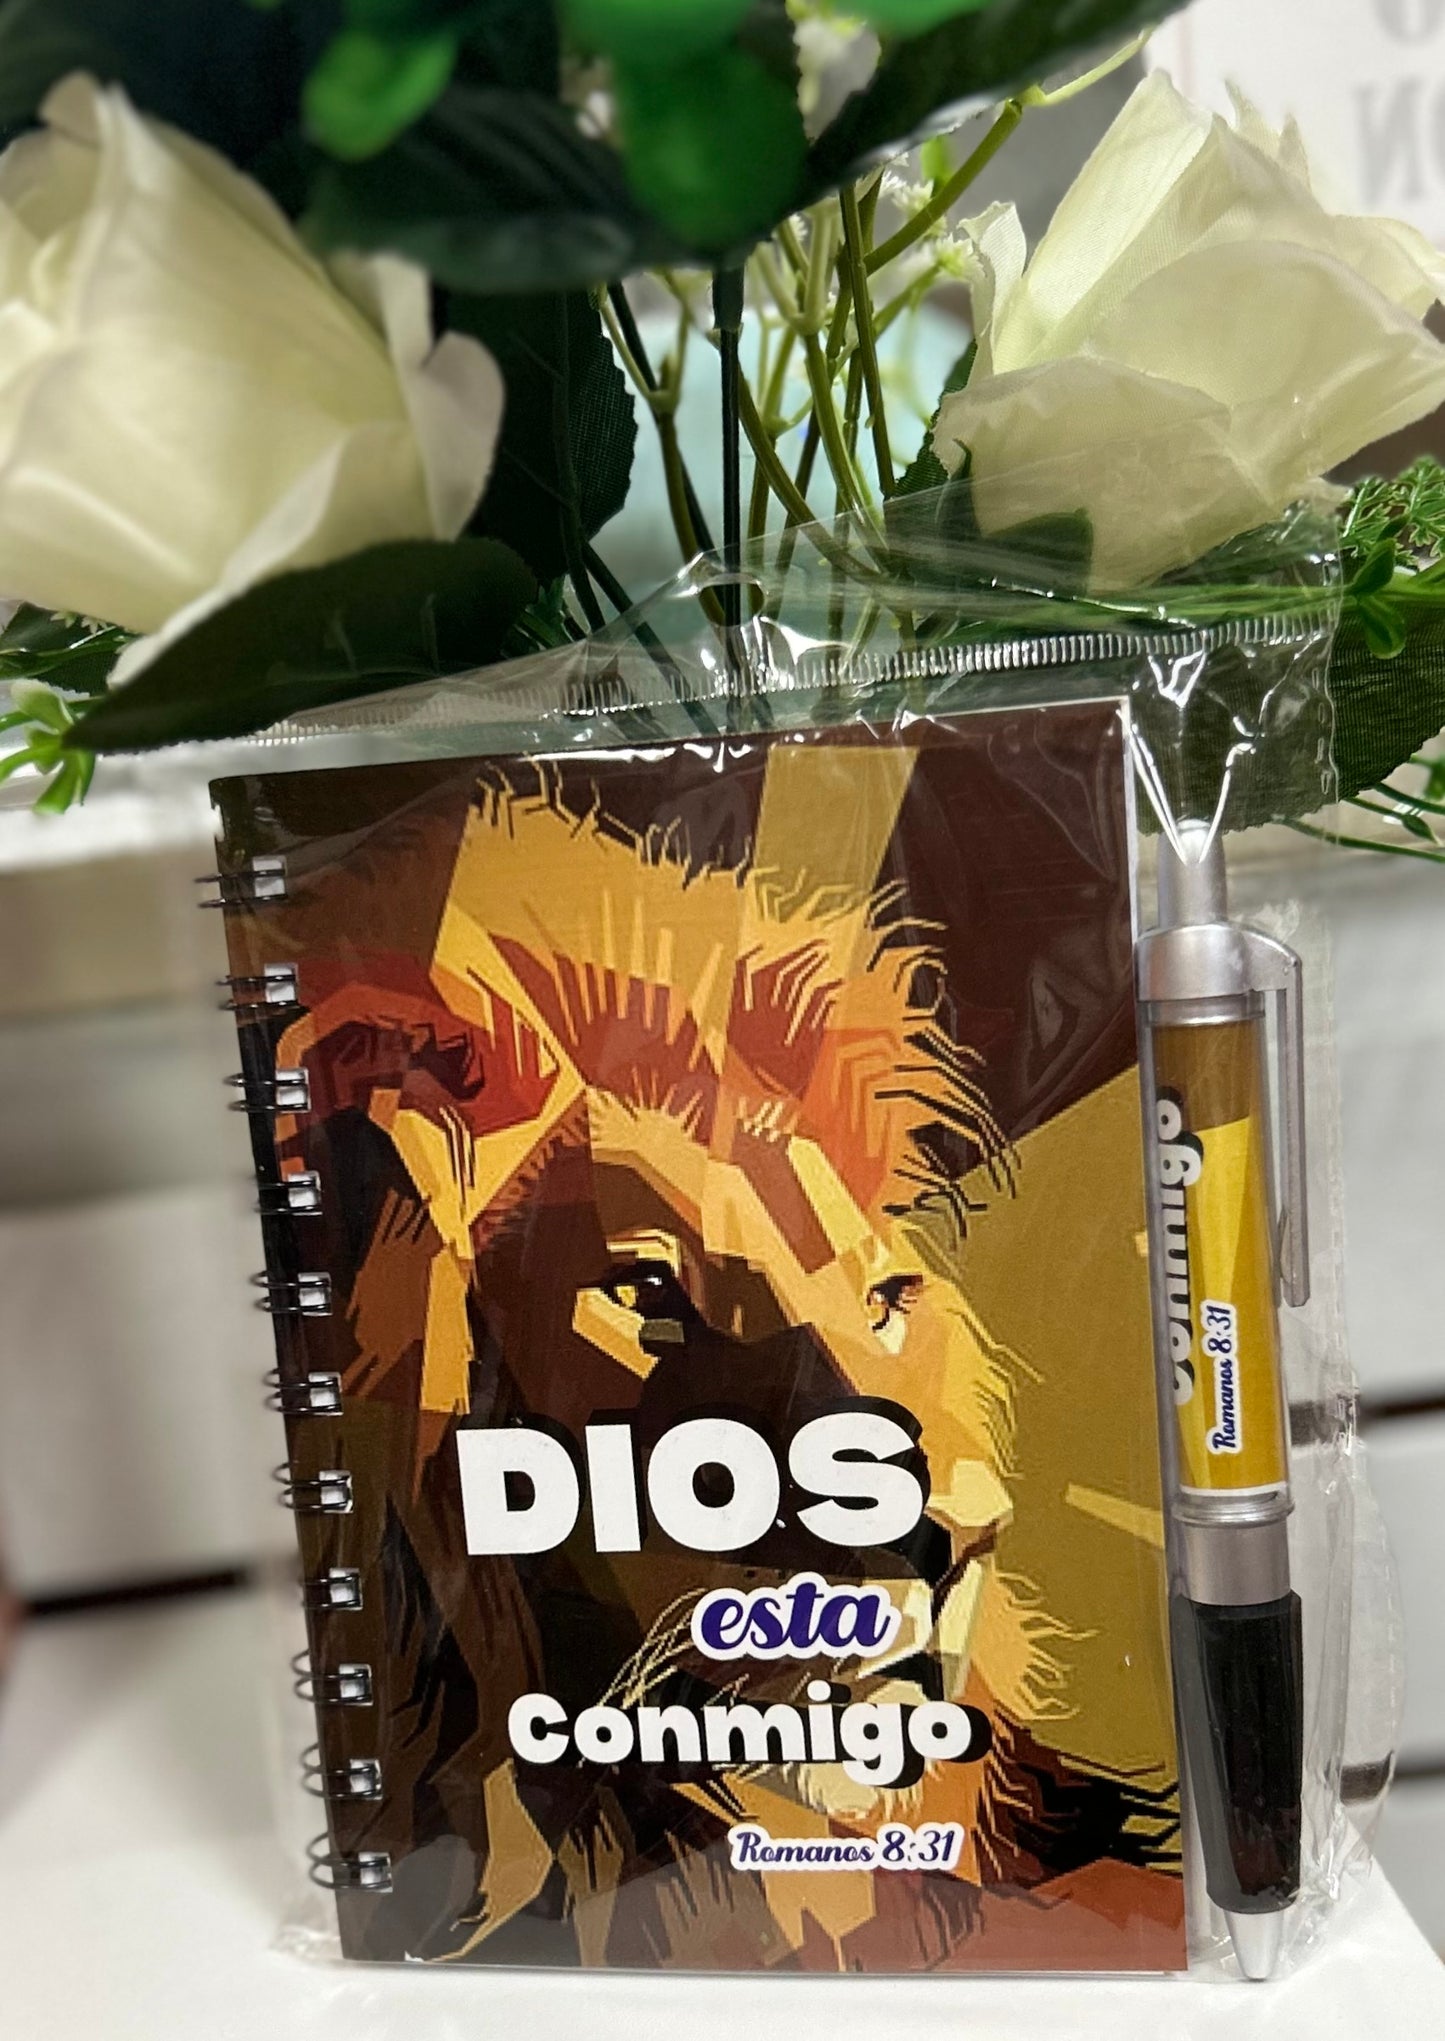 DIOS
esta
conmigo
Romanos 8:31
conmigo
Romanos 8:31